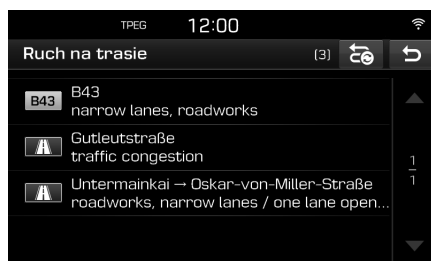 TPEG 12:00
Ruch na trasie (3)
B43 B43
narrow lanes, roadworks
Gutleutstraße
traffic congestion
Untermainkai → Oskar-von-Miller-Straße
roadworks, narrow lanes / one lane open...
1
1